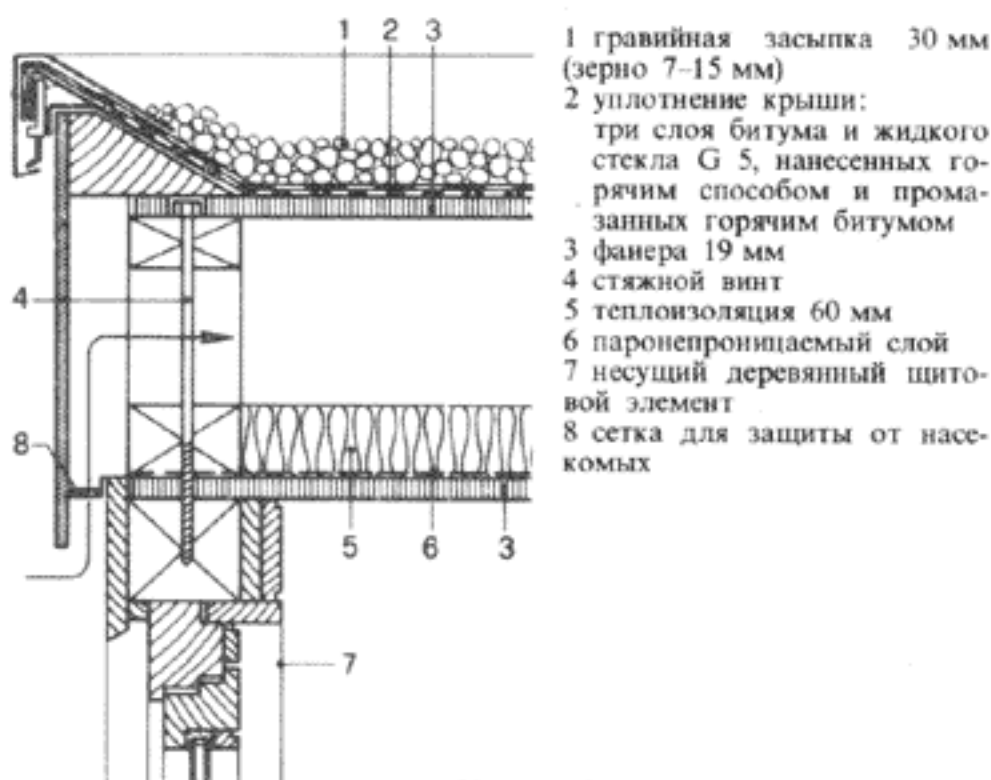 1 2 3
1 гравийная засыпка 30 мм
(зерно 7–15 мм)
2 уплотнение крыши:
три слоя битума и жидкого
стекла G 5, нанесенных го-
рячим способом и прома-
занных горячим битумом
3 фанера 19 мм
4 стяжной винт
5 теплоизоляция 60 мм
6 паронепроницаемый слой
7 несущий деревянный щито-
вой элемент
8 сетка для защиты от насе-
комых
4
8
5 6 3
7